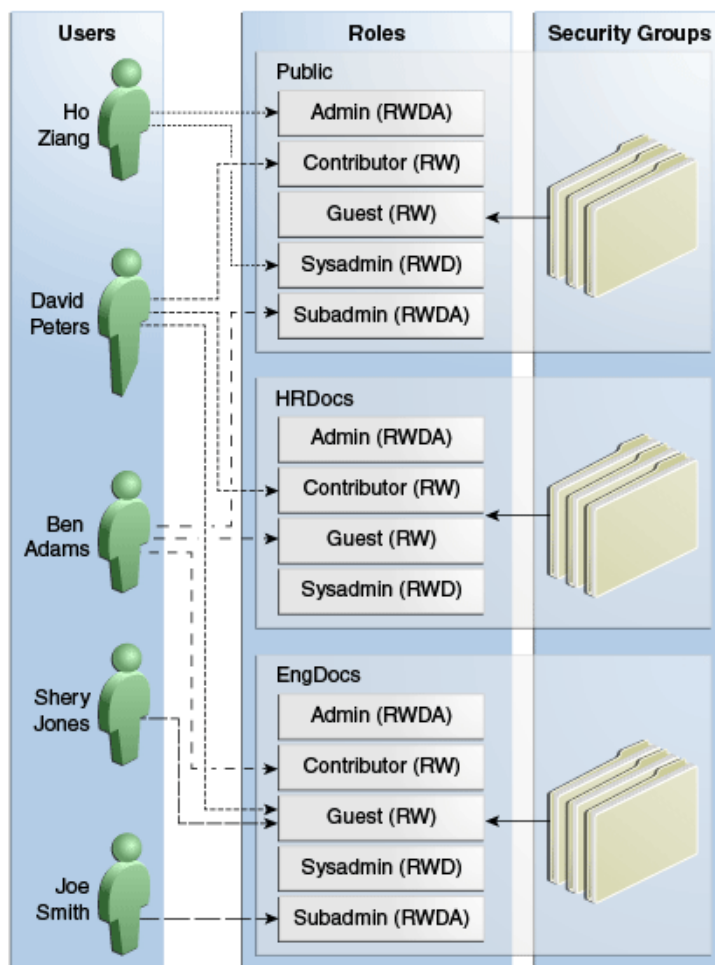 Users
Roles
Security Groups
Ho
Ziang
David
Peters
Ben
Adams
Shery
Jones
Joe
Smith
Public
Admin (RWDA)
Contributor (RW)
Guest (RW)
Sysadmin (RWD)
Subadmin (RWDA)
HRDocs
Admin (RWDA)
Contributor (RW)
Guest (RW)
Sysadmin (RWD)
EngDocs
Admin (RWDA)
Contributor (RW)
Guest (RW)
Sysadmin (RWD)
Subadmin (RWDA)